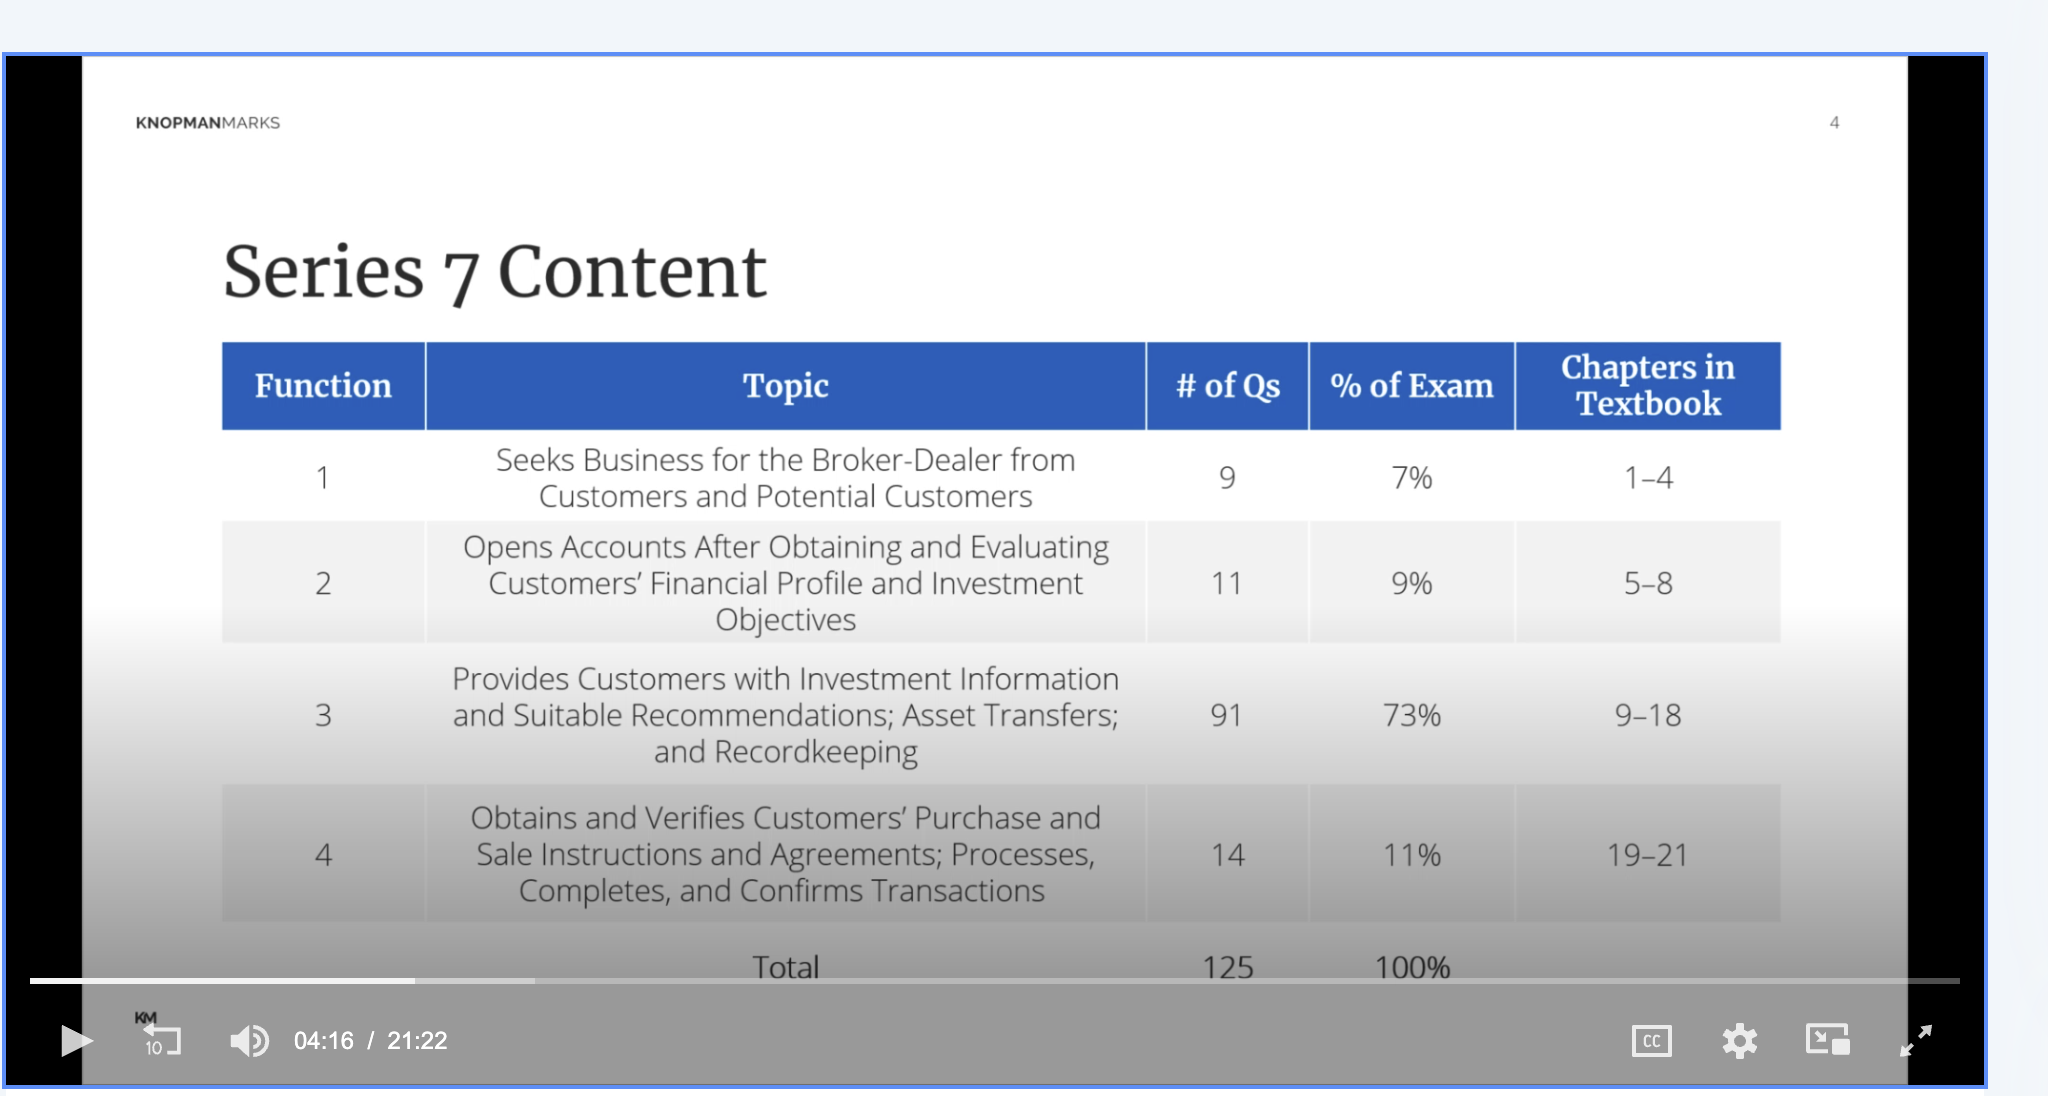 KNOPMANMARKS
4
Series 7 Content
Function
Topic
# of Qs
% of Exam
Chapters in
Textbook
1
Seeks Business for the Broker-Dealer from
Customers and Potential Customers
9
7%
1–4
2
Opens Accounts After Obtaining and Evaluating
Customers’ Financial Profile and Investment
Objectives
11
9%
5–8
3
Provides Customers with Investment Information
and Suitable Recommendations; Asset Transfers;
and Recordkeeping
91
73%
9–18
4
Obtains and Verifies Customers’ Purchase and
Sale Instructions and Agreements; Processes,
Completes, and Confirms Transactions
14
11%
19–21
Total
125
100%
KM
10
04:16 / 21:22
CC